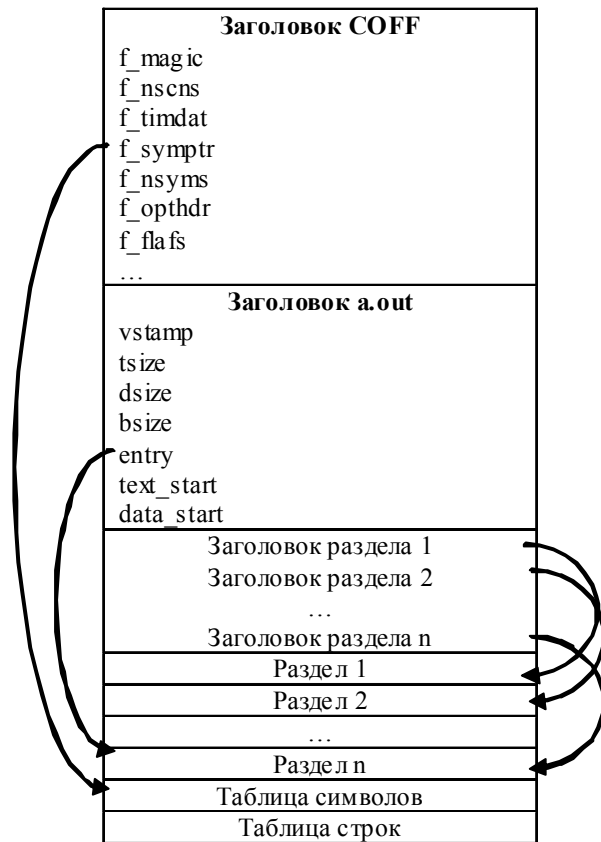 Заголовок COFF
f_magic
f_nscns
f_timdat
f_symptr
f_nsyms
f_opthdr
f_flafs
…
Заголовок a.out
vstamp
tsize
dsize
bsize
entry
text_start
data_start
Заголовок раздела 1
Заголовок раздела 2
…
Заголовок раздела n
Раздел 1
Раздел 2
…
Раздел n
Таблица символов
Таблица строк